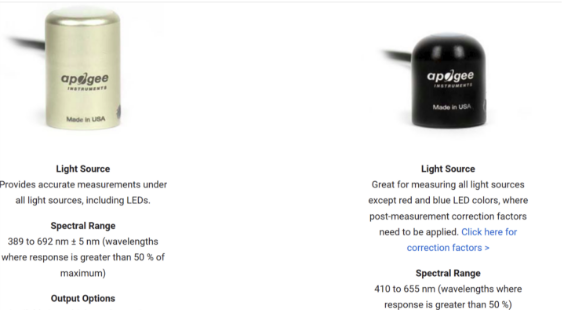 apogee
INSTRUMENTS
Made in USA
Light Source
Provides accurate measurements under
all light sources, including LEDs.
Spectral Range
389 to 692 nm ± 5 nm (wavelengths
where response is greater than 50 % of
maximum)
Output Options
apogee
INSTRUMENTS
Made in USA
Light Source
Great for measuring all light sources
except red and blue LED colors, where
post-measurement correction factors
need to be applied. Click here for
correction factors >
Spectral Range
410 to 655 nm (wavelengths where
response is greater than 50 %)